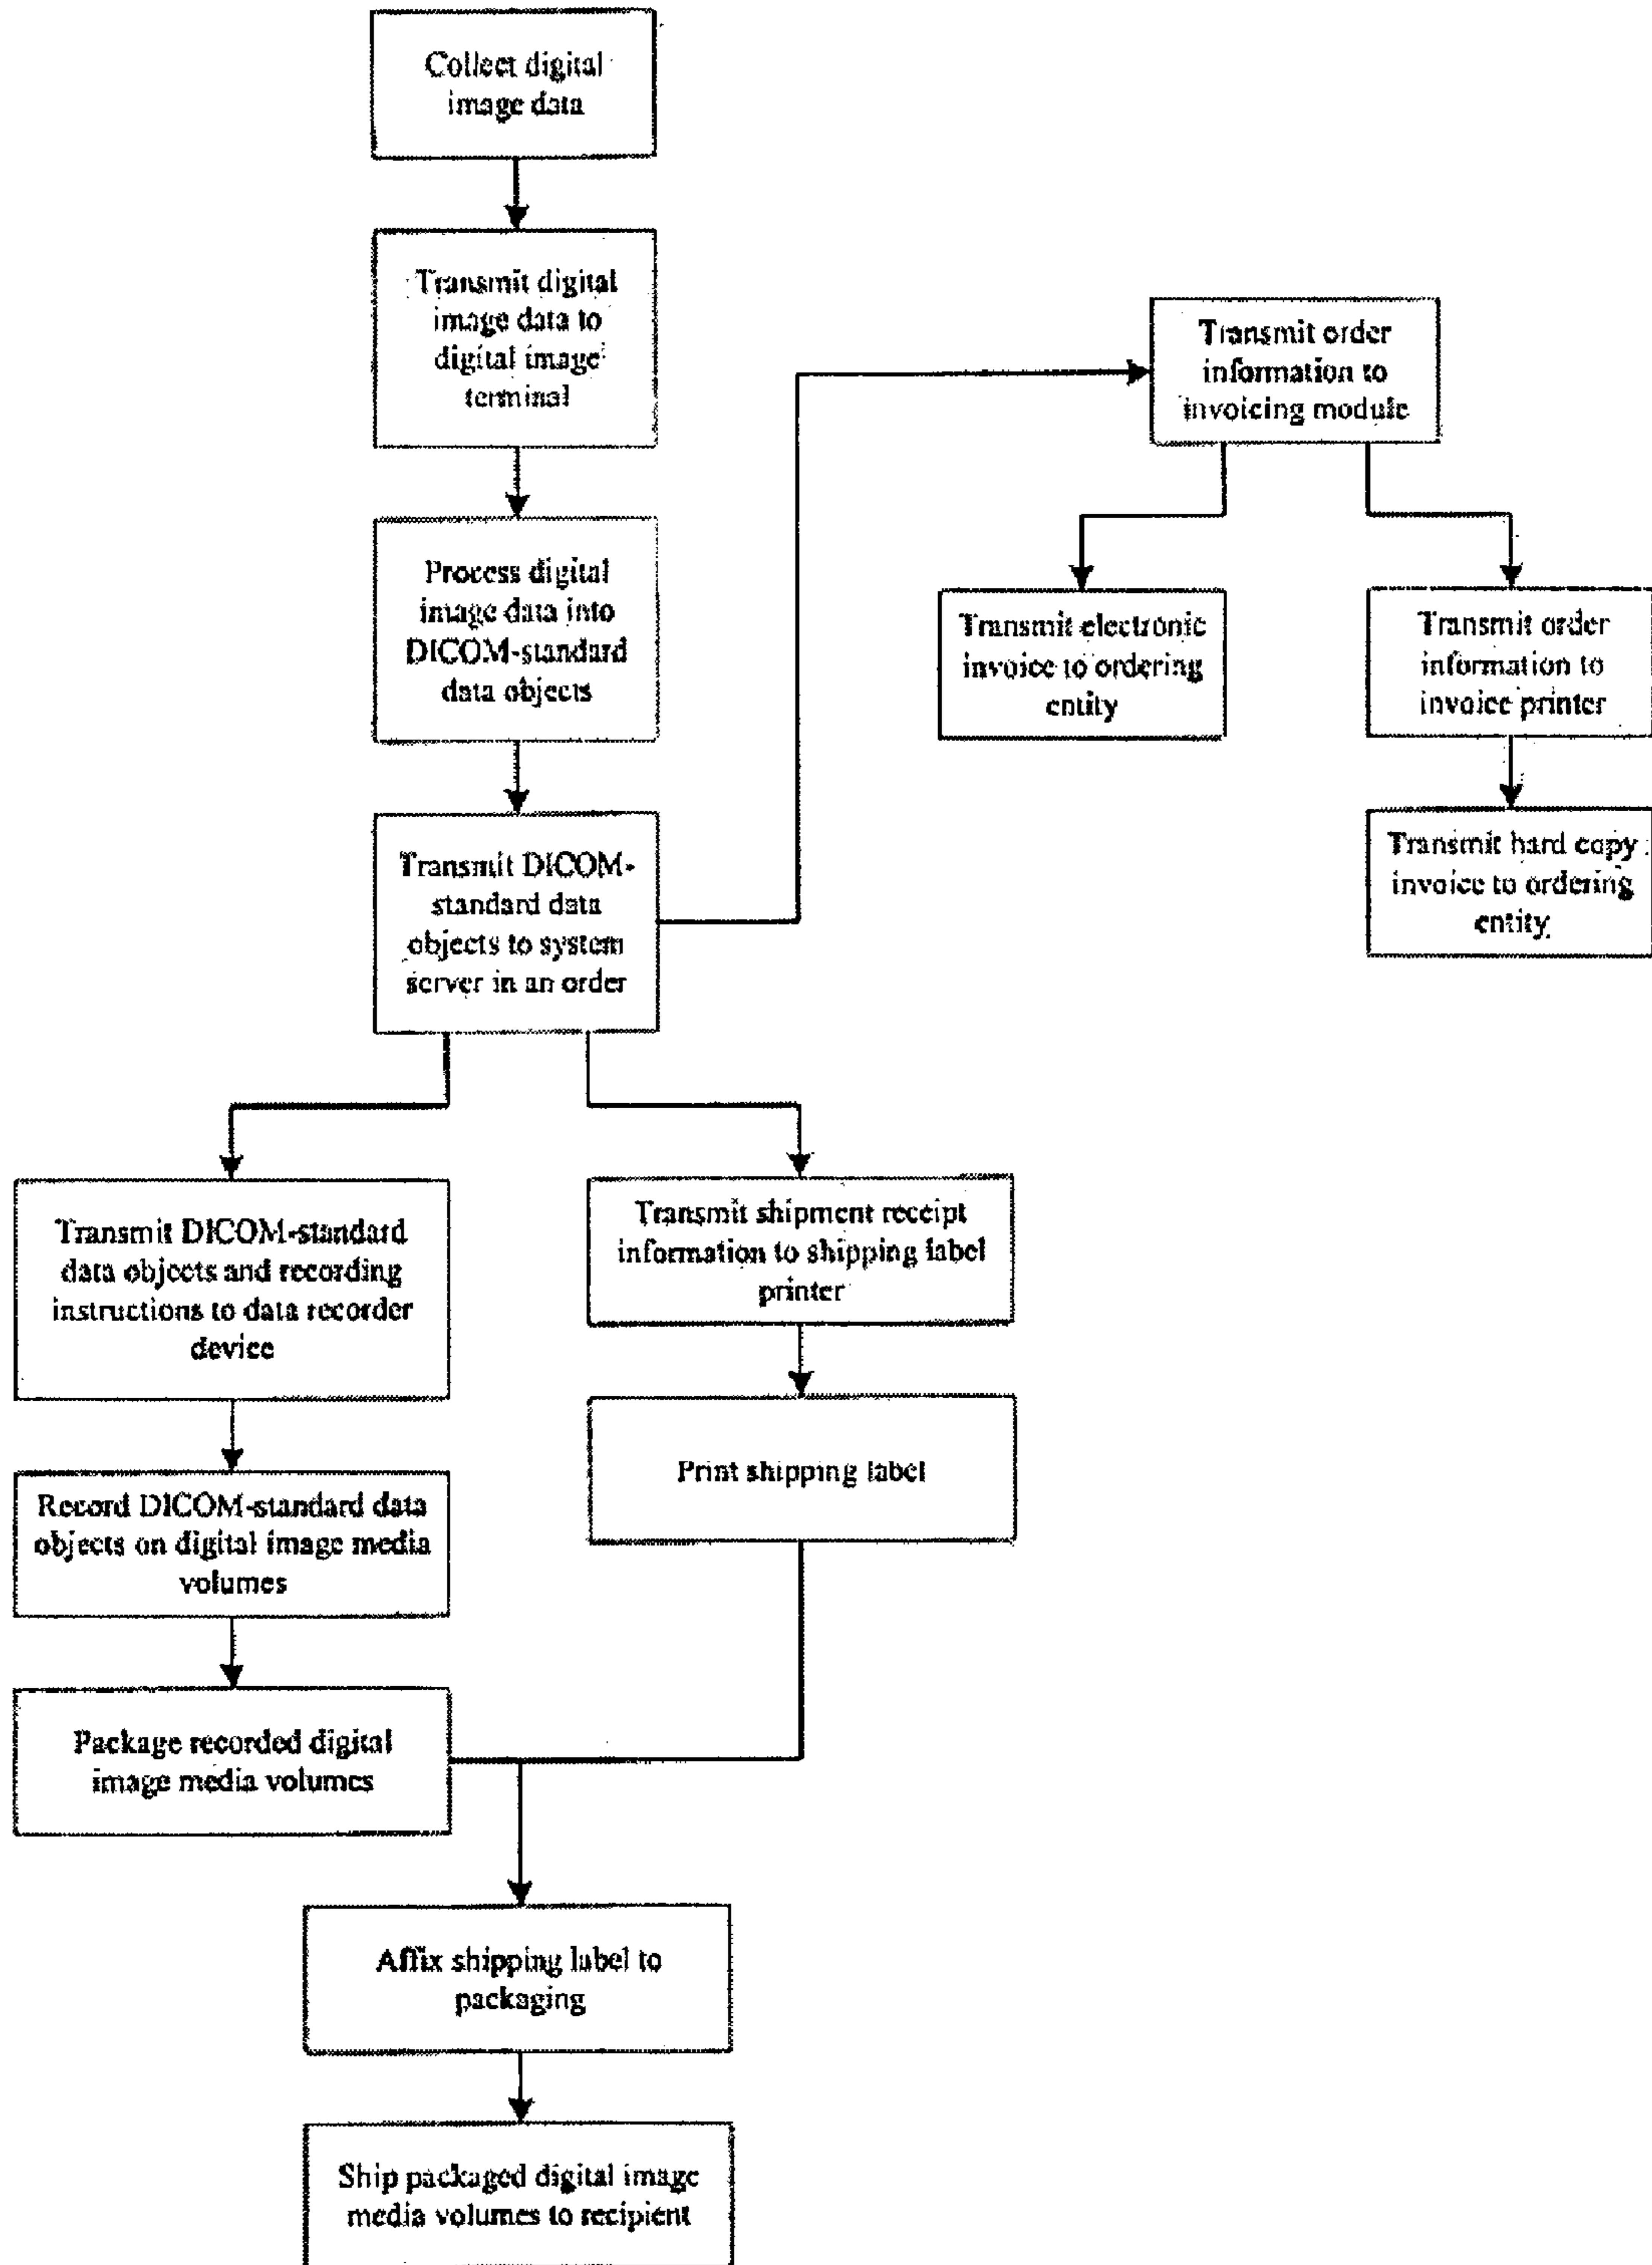 Collect digital
image data
Transmit digital
image data to
digital image
terminal
Process digital
image data into
DICOM-standard
data objects
Transmit DICOM-
standard data
objects to system
server in an order
Transmit order
information to
invoicing module
Transmit electronic
invoice to ordering
entity
Transmit order
information to
invoice printer
Transmit hard copy
invoice to ordering
entity
Transmit DICOM-standard
data objects and recording
instructions to data recorder
device
Record DICOM-standard data
objects on digital image media
volumes
Package recorded digital
image media volumes
Transmit shipment receipt
information to shipping label
printer
Print shipping label
Affix shipping label to
packaging
Ship packaged digital image
media volumes to recipient